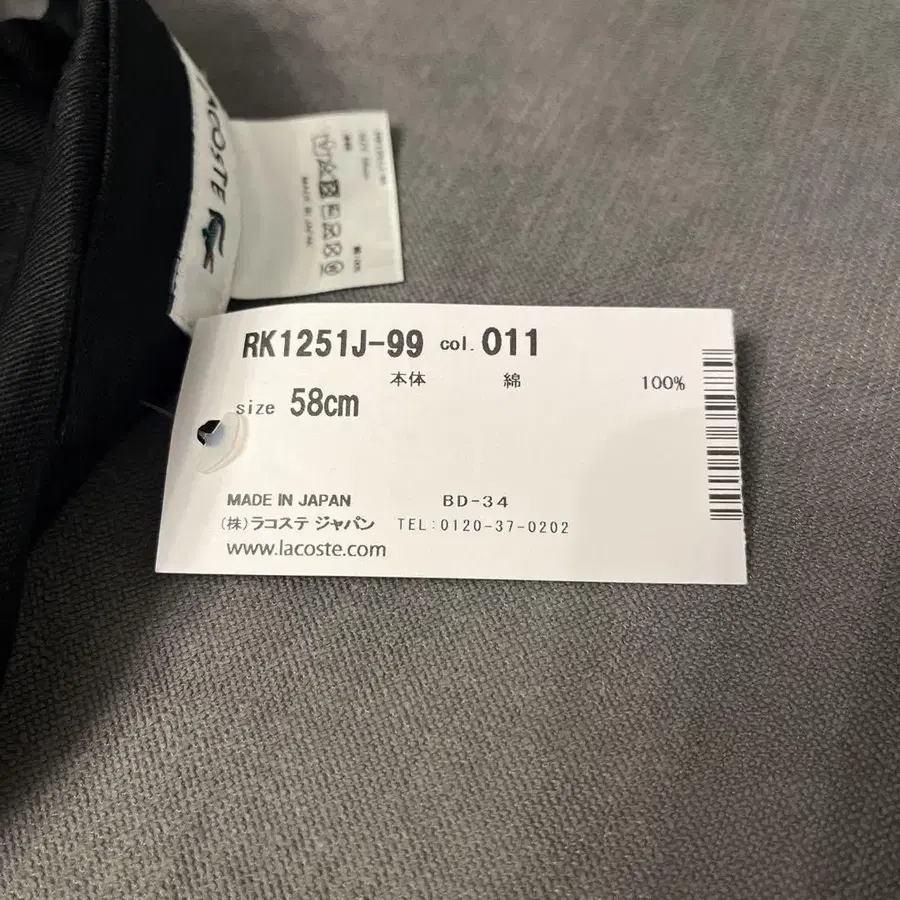 LACOSTE
MADE IN JAPAN
RK1251J-99 col. 011
本体 綿 100%
size 58cm
MADE IN JAPAN BD-34
(株)ラコステ ジャパン TEL:0120-37-0202
www.lacoste.com